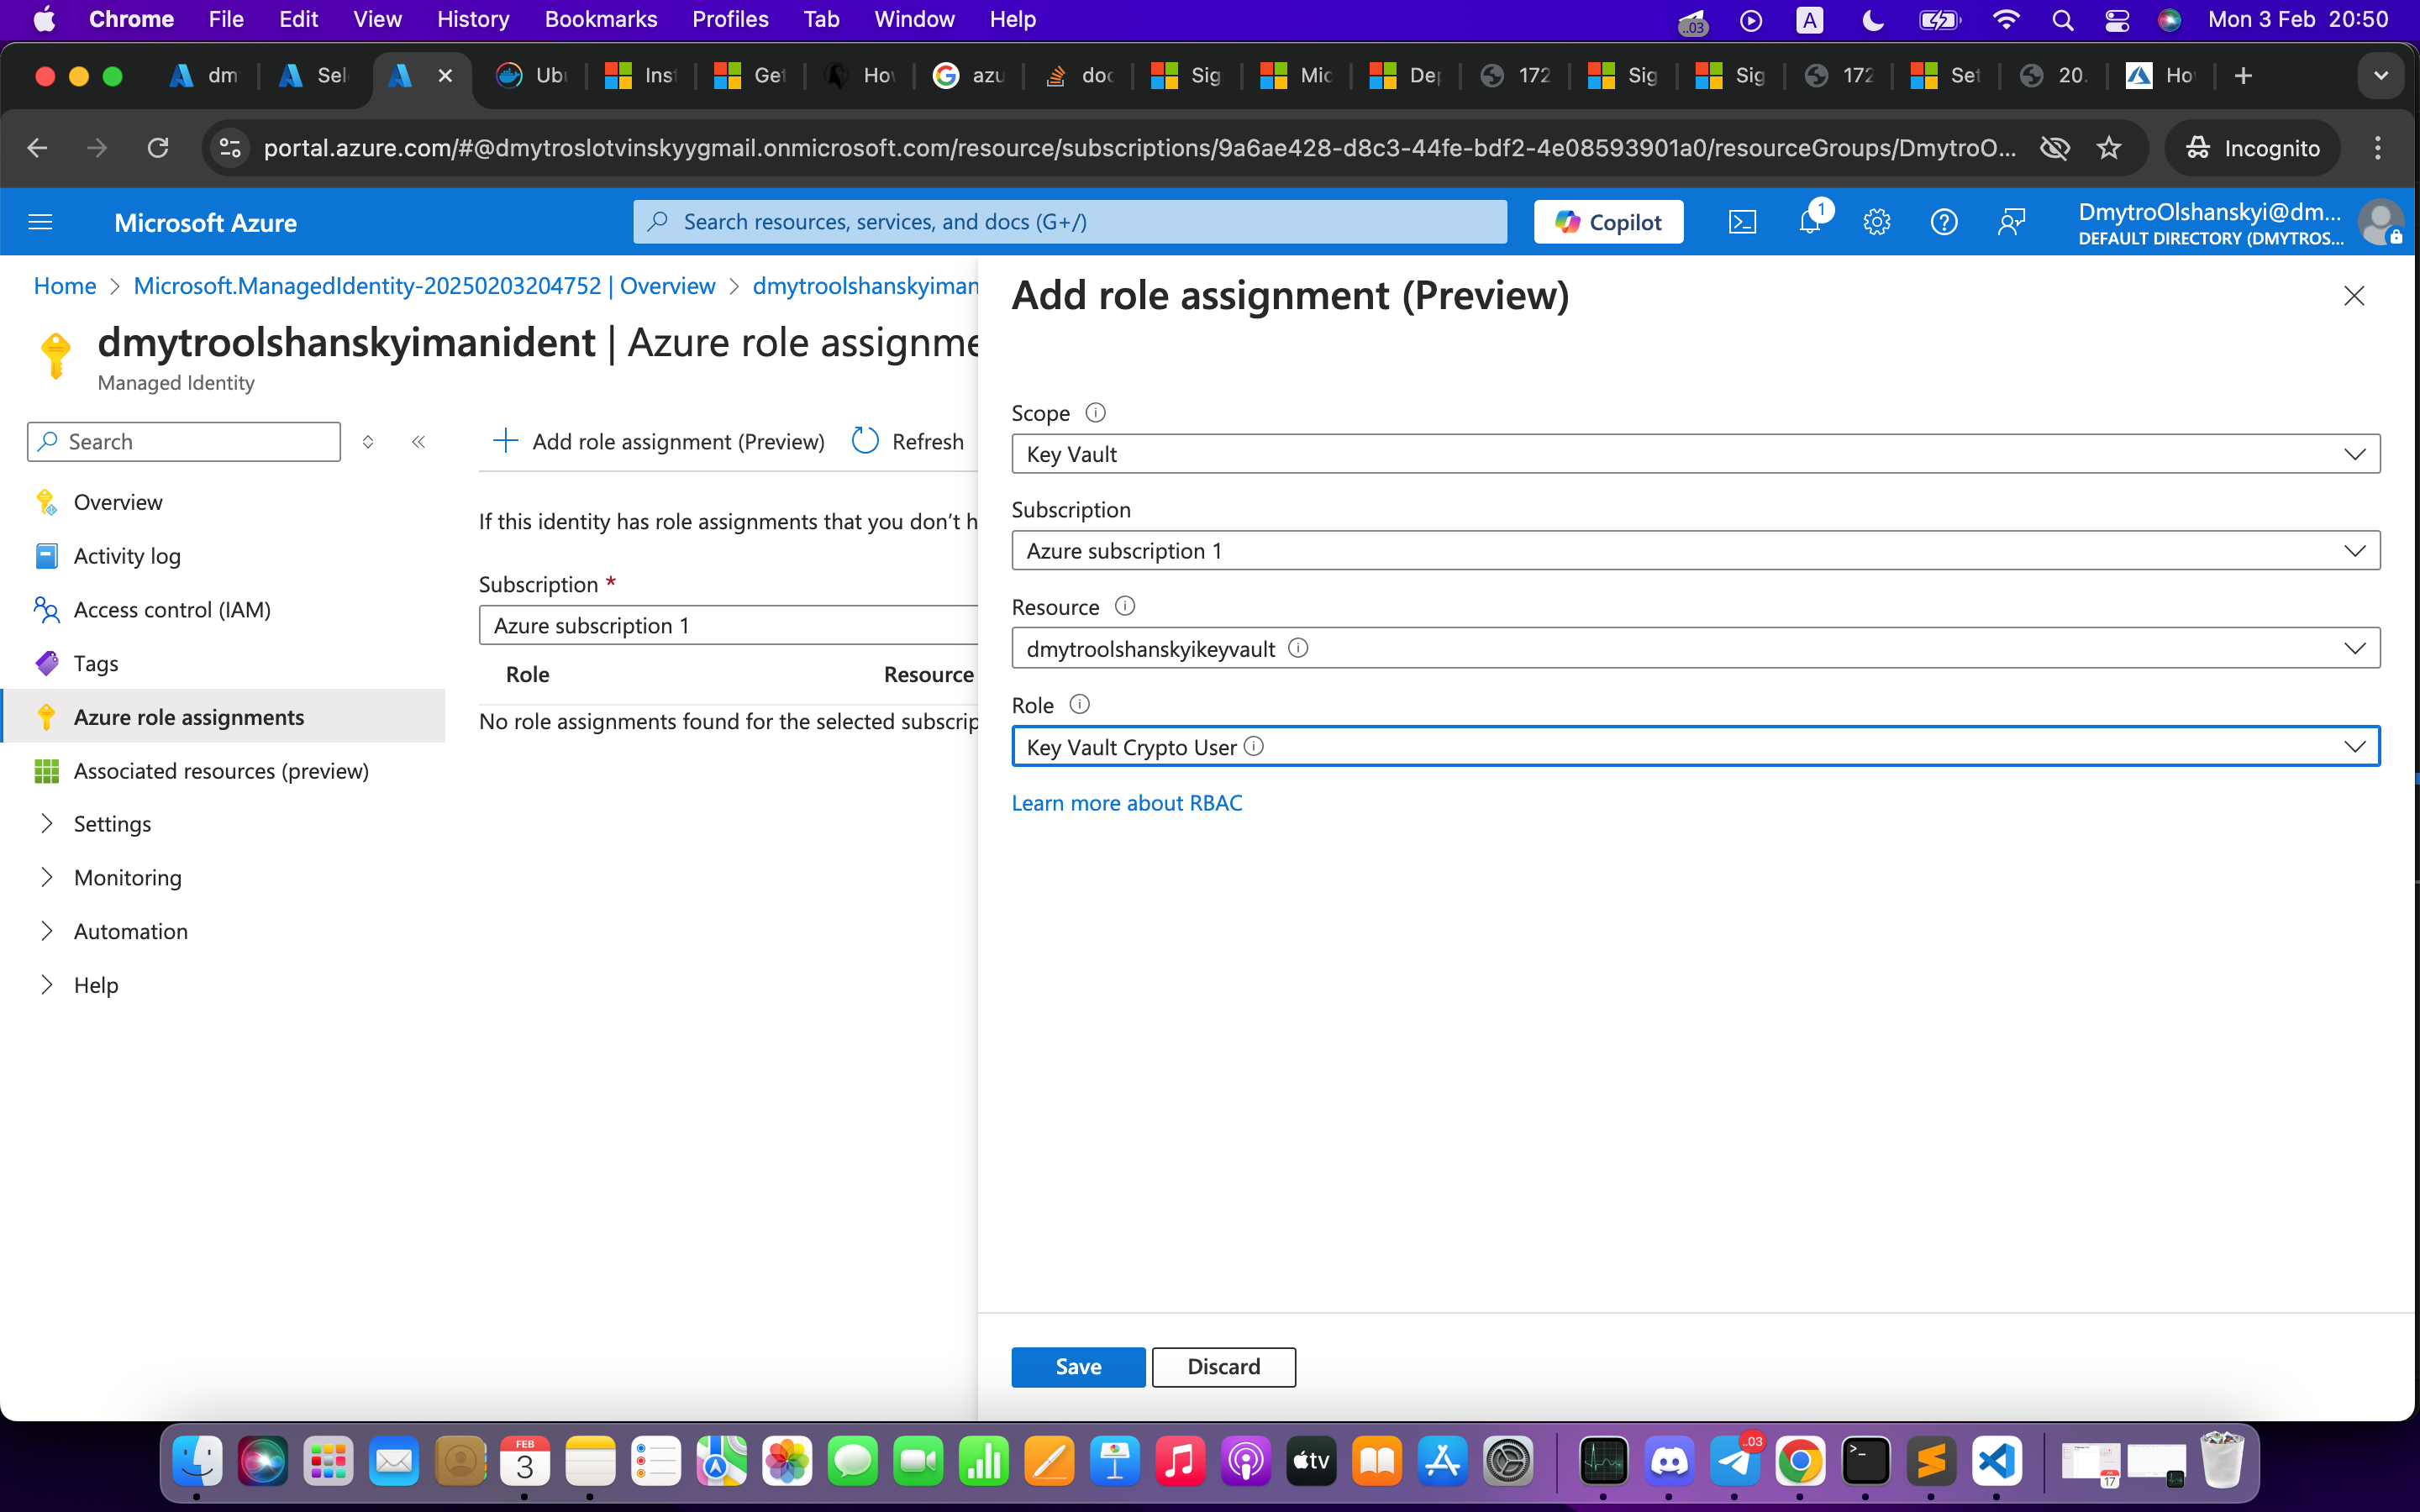 Chrome File Edit View History Bookmarks Profiles Tab Window Help ..03 A Mon 3 Feb 20:50
dm Sel Ub Inst Get Hov azu doc Sig Mic Dep 172 Sig Sig 172 Set 20. Ho
portal.azure.com/#@dmytroslotvinskyygmail.onmicrosoft.com/resource/subscriptions/9a6ae428-d8c3-44fe-bdf2-4e08593901a0/resourceGroups/DmytroO... Incognito
Microsoft Azure Search resources, services, and docs (G+/) Copilot 1 DmytroOlshanskyi@dm...
DEFAULT DIRECTORY (DMYTROS...
Home > Microsoft.ManagedIdentity-20250203204752 | Overview > dmytroolshanskyiman
dmytroolshanskyimanident | Azure role assignme
Managed Identity
Search
Overview
Activity log
Access control (IAM)
Tags
Azure role assignments
Associated resources (preview)
Settings
Monitoring
Automation
Help
Add role assignment (Preview) Refresh
If this identity has role assignments that you don't h
Subscription *
Azure subscription 1
Role Resource
No role assignments found for the selected subscrip
Add role assignment (Preview)
Scope
Key Vault
Subscription
Azure subscription 1
Resource
dmytroolshanskyikeyvault
Role
Key Vault Crypto User
Learn more about RBAC
Save Discard
FEB
3
tv
..03
17